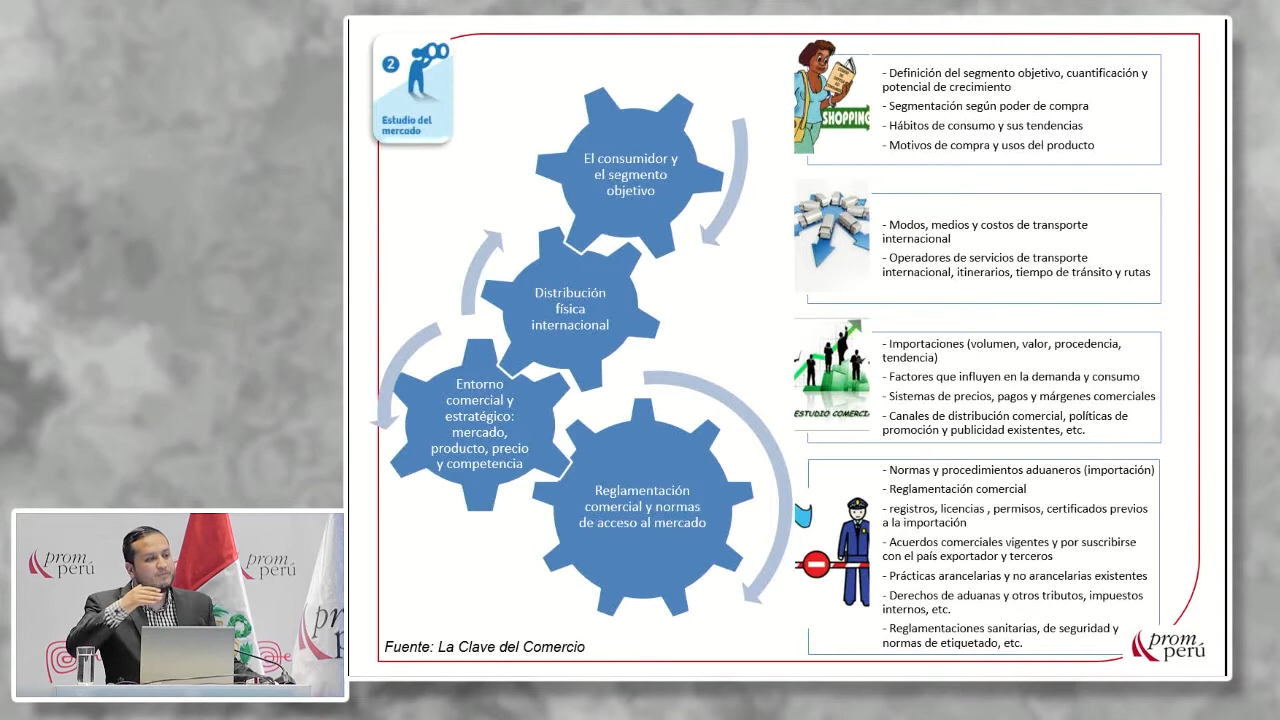 2
Estudio del
mercado
El consumidor y
el segmento
objetivo
Distribución
física
internacional
Entorno
comercial y
estratégico:
mercado,
producto, precio
y competencia
Reglamentación
comercial y normas
de acceso al mercado
SHOPPING
- Definición del segmento objetivo, cuantificación y
potencial de crecimiento
- Segmentación según poder de compra
- Hábitos de consumo y sus tendencias
- Motivos de compra y usos del producto
- Modos, medios y costos de transporte
internacional
- Operadores de servicios de transporte
internacional, itinerarios, tiempo de tránsito y rutas
ESTUDIO COMERCI
- Importaciones (volumen, valor, procedencia,
tendencia)
- Factores que influyen en la demanda y consumo
- Sistemas de precios, pagos y márgenes comerciales
- Canales de distribución comercial, políticas de
promoción y publicidad existentes, etc.
- Normas y procedimientos aduaneros (importación)
- Reglamentación comercial
- registros, licencias , permisos, certificados previos
a la importación
- Acuerdos comerciales vigentes y por suscribirse
con el país exportador y terceros
- Prácticas arancelarias y no arancelarias existentes
- Derechos de aduanas y otros tributos, impuestos
internos, etc.
- Reglamentaciones sanitarias, de seguridad y
normas de etiquetado, etc.
Fuente: La Clave del Comercio
prom
perú
prom
perú
prom
perú